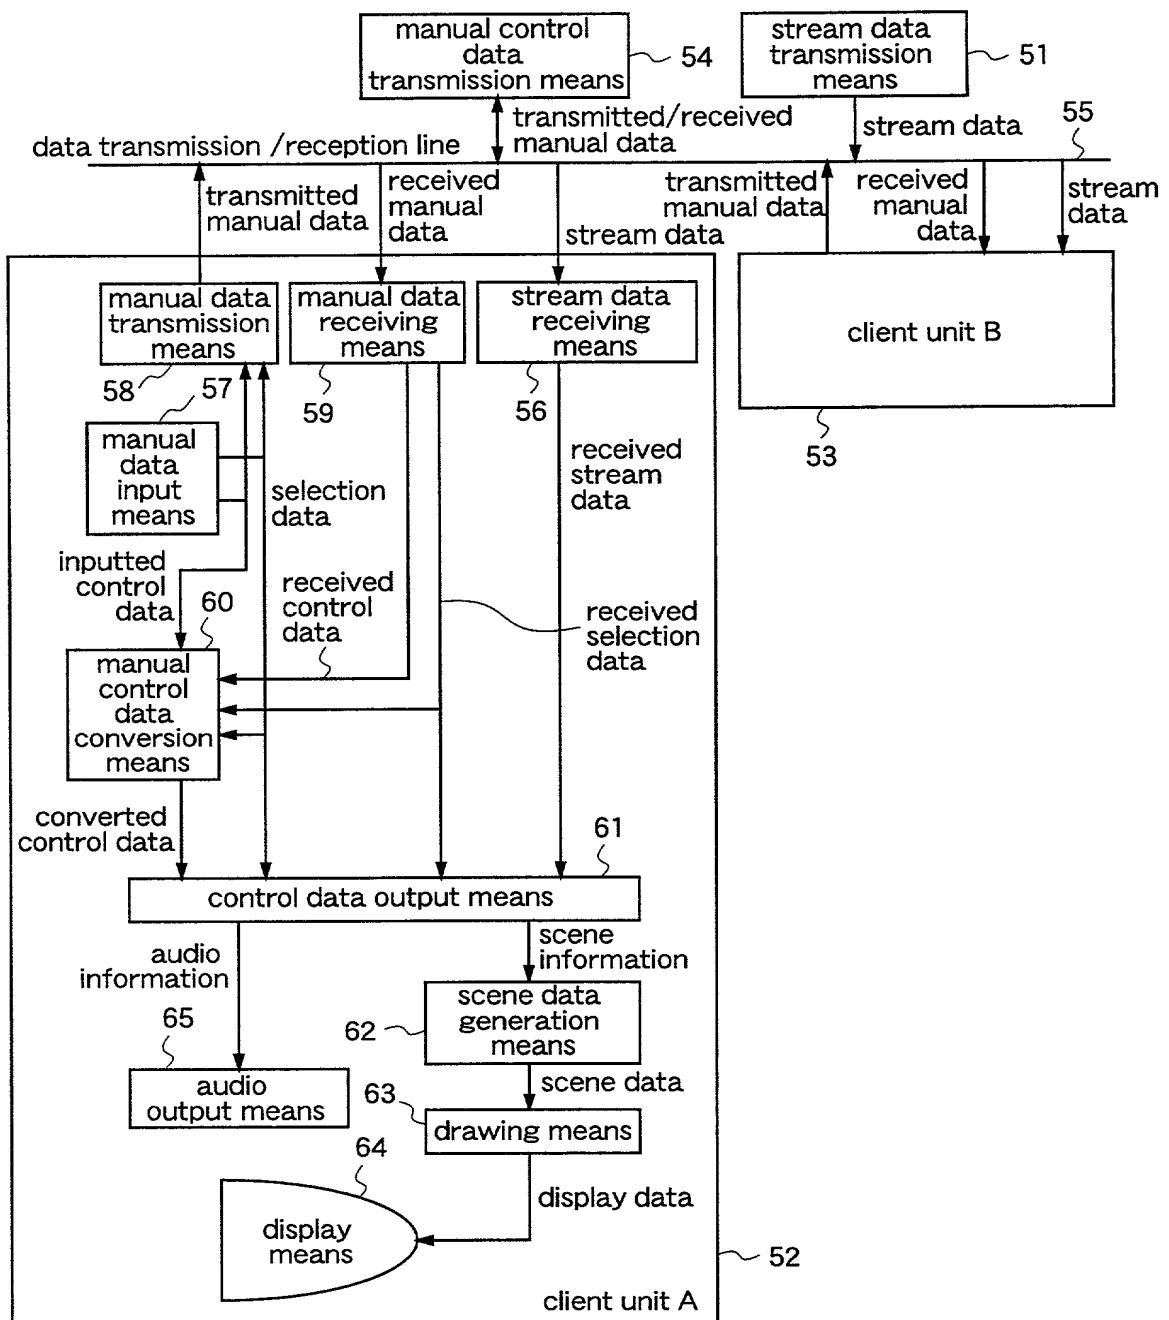 manual control
data
transmission means
54
stream data
transmission
means
51
transmitted/received
manual data
stream data
55
data transmission /reception line
transmitted
manual data
received
manual
data
stream data
transmitted
manual data
received
manual
data
stream
data
manual data
transmission
means
58
manual data
receiving
means
59
stream data
receiving
means
56
client unit B
53
57
manual
data
input
means
selection
data
received
stream
data
inputted
control
data
received
control
data
received
selection
data
60
manual
control
data
conversion
means
converted
control data
61
control data output means
audio
information
scene
information
65
audio
output means
62
scene data
generation
means
scene data
63
drawing means
64
display
means
display data
52
client unit A